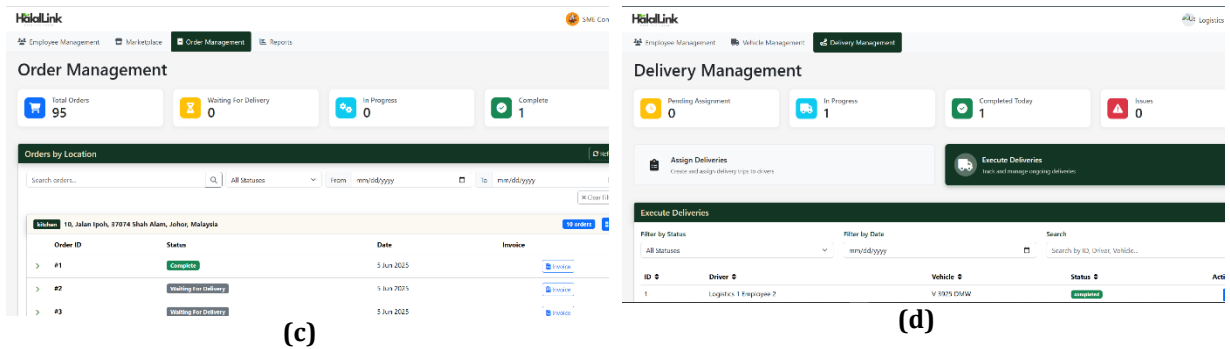 HalalLink
SME Con
Employee Management Marketplace Order Management Reports
Order Management
Total Orders
95
Waiting For Delivery
0
In Progress
0
Complete
1
Orders by Location
Search orders... All Statuses From mm/dd/yyyy To mm/dd/yyyy
Clear
kitchen 10, Jalan Ipoh, 37074 Shah Alam, Johor, Malaysia 10 orders
Order ID Status Date Invoice
#1 Complete 5 Jun 2025 Invoice
#2 Waiting For Delivery 5 Jun 2025 Invoice
#3 Waiting For Delivery 5 Jun 2025 Invoice
(c)
HalalLink
Logistics
Employee Management Vehicle Management Delivery Management
Delivery Management
Pending Assignment
0
In Progress
1
Completed Today
1
Issues
0
Assign Deliveries
Create and assign delivery trips to drivers
Execute Deliveries
Track and manage ongoing deliveries
Execute Deliveries
Filter by Status Filter by Date Search
All Statuses mm/dd/yyyy Search by ID, Driver, Vehicle...
ID Driver Vehicle Status Acti
1 Logistics 1 Employee 2 V 5925 DMW completed
(d)